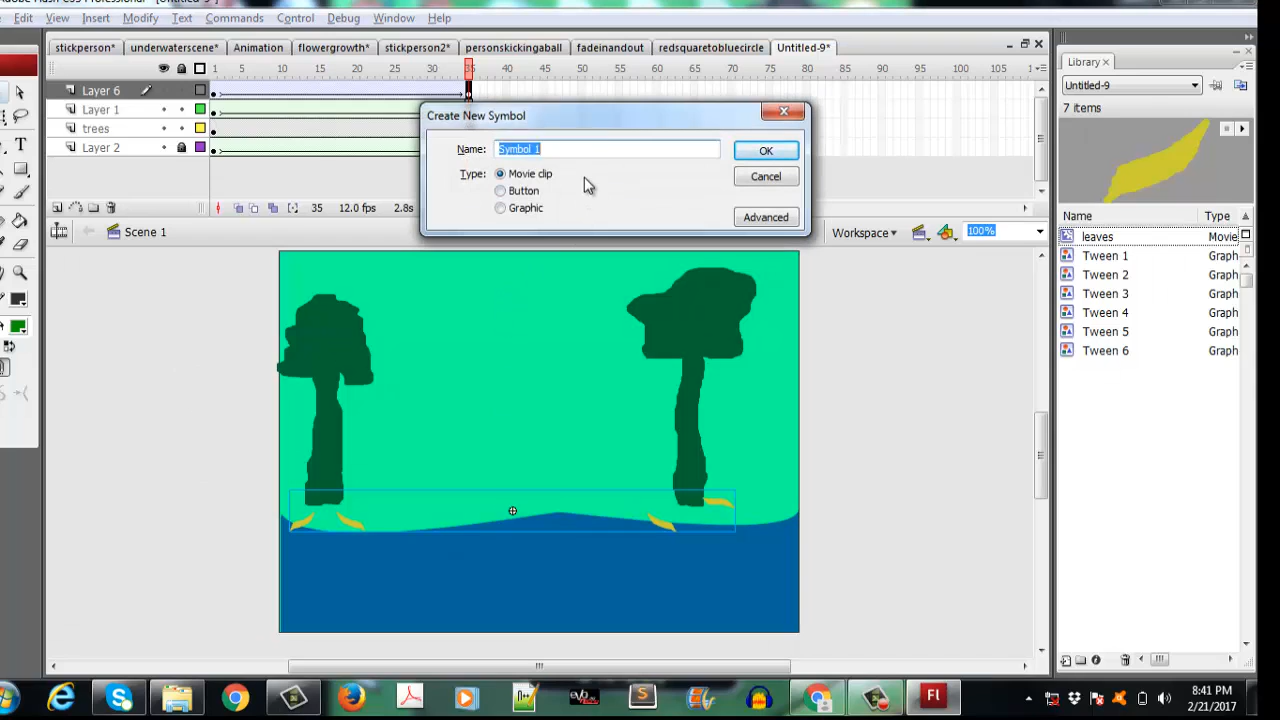 Edit View Insert Modify Text Commands Control Debug Window Help
stickperson* underwaterscene* Animation flowergrowth* stickperson2* personskickingaball fadeinandout redsquaretobluecircle Untitled-9*
1 5 10 15 20 25 30 35 40 45 50 55 60 65 70 75 80 85 90 95 100 105
Layer 6
Layer 1
trees
Layer 2
35 12.0 fps 2.8s
Scene 1
Workspace
100%
Create New Symbol
Name: Symbol 1
OK
Type: Movie clip
Cancel
Button
Graphic
Advanced
Library
Untitled-9
7 items
Name Type
leaves Movie
Tween 1 Graph
Tween 2 Graph
Tween 3 Graph
Tween 4 Graph
Tween 5 Graph
Tween 6 Graph
Fl
8:41 PM
2/21/2017